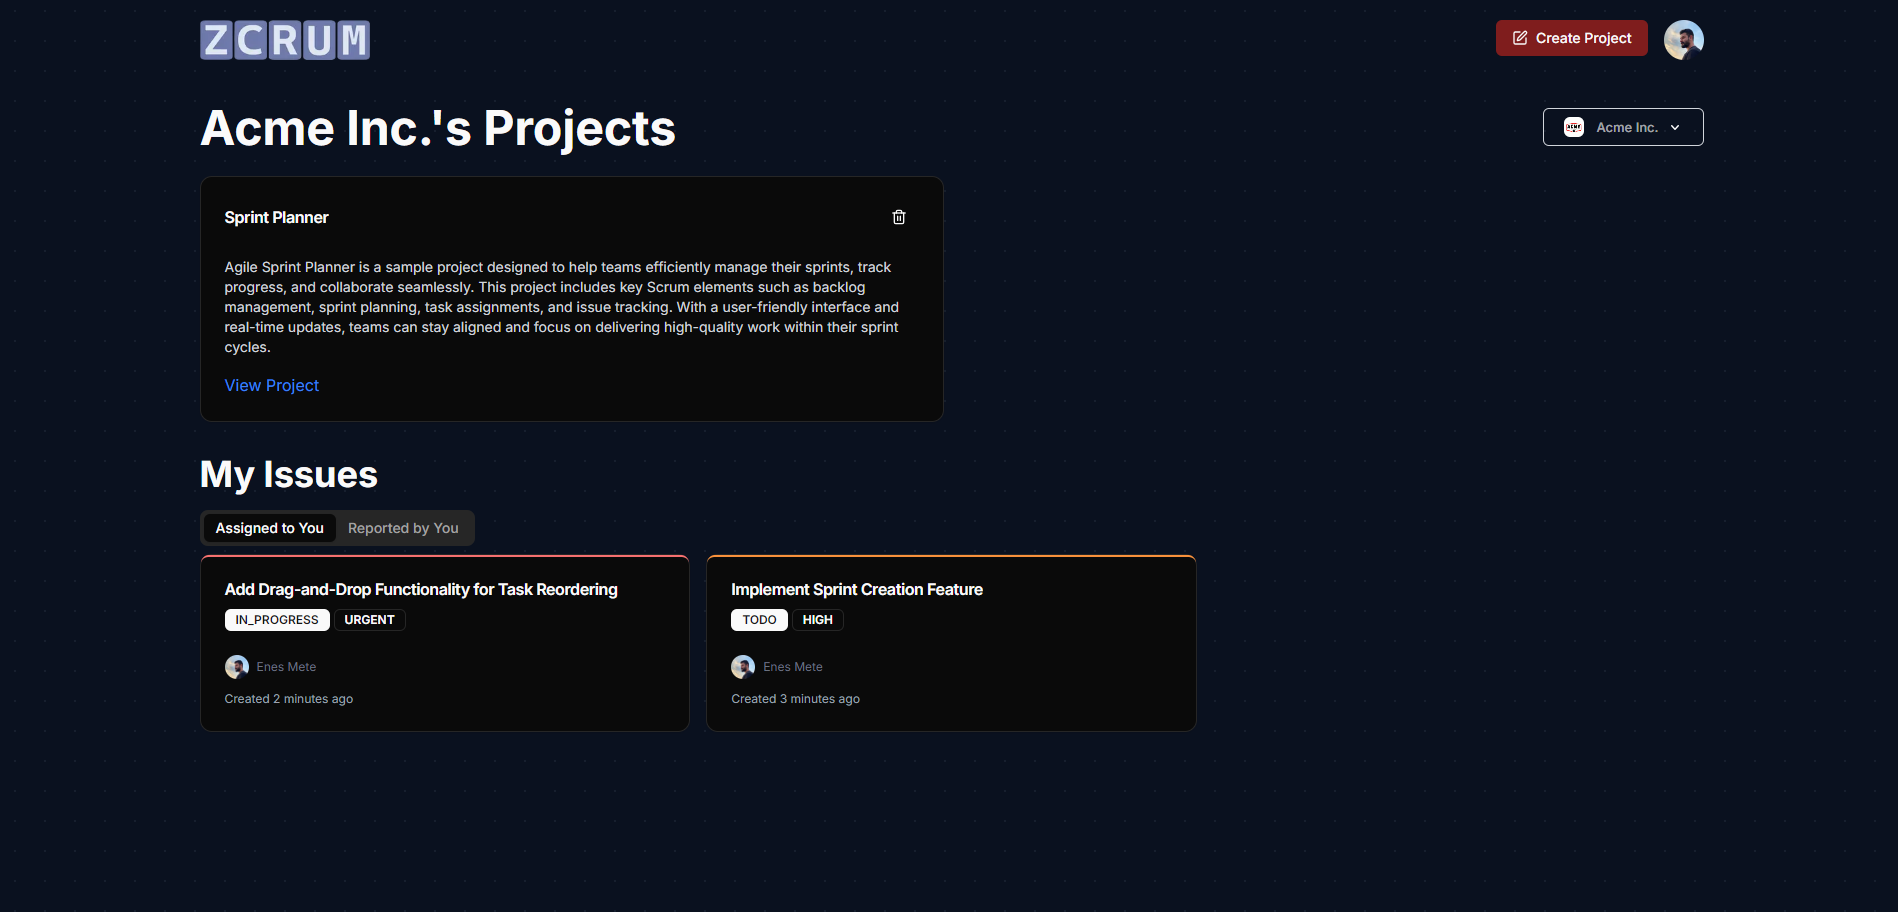 ZCRUM
Create Project
Acme Inc.'s Projects
ACME
Acme Inc.
Sprint Planner
Agile Sprint Planner is a sample project designed to help teams efficiently manage their sprints, track
progress, and collaborate seamlessly. This project includes key Scrum elements such as backlog
management, sprint planning, task assignments, and issue tracking. With a user-friendly interface and
real-time updates, teams can stay aligned and focus on delivering high-quality work within their sprint
cycles.
View Project
My Issues
Assigned to You
Reported by You
Add Drag-and-Drop Functionality for Task Reordering
IN_PROGRESS
URGENT
Enes Mete
Created 2 minutes ago
Implement Sprint Creation Feature
TODO
HIGH
Enes Mete
Created 3 minutes ago